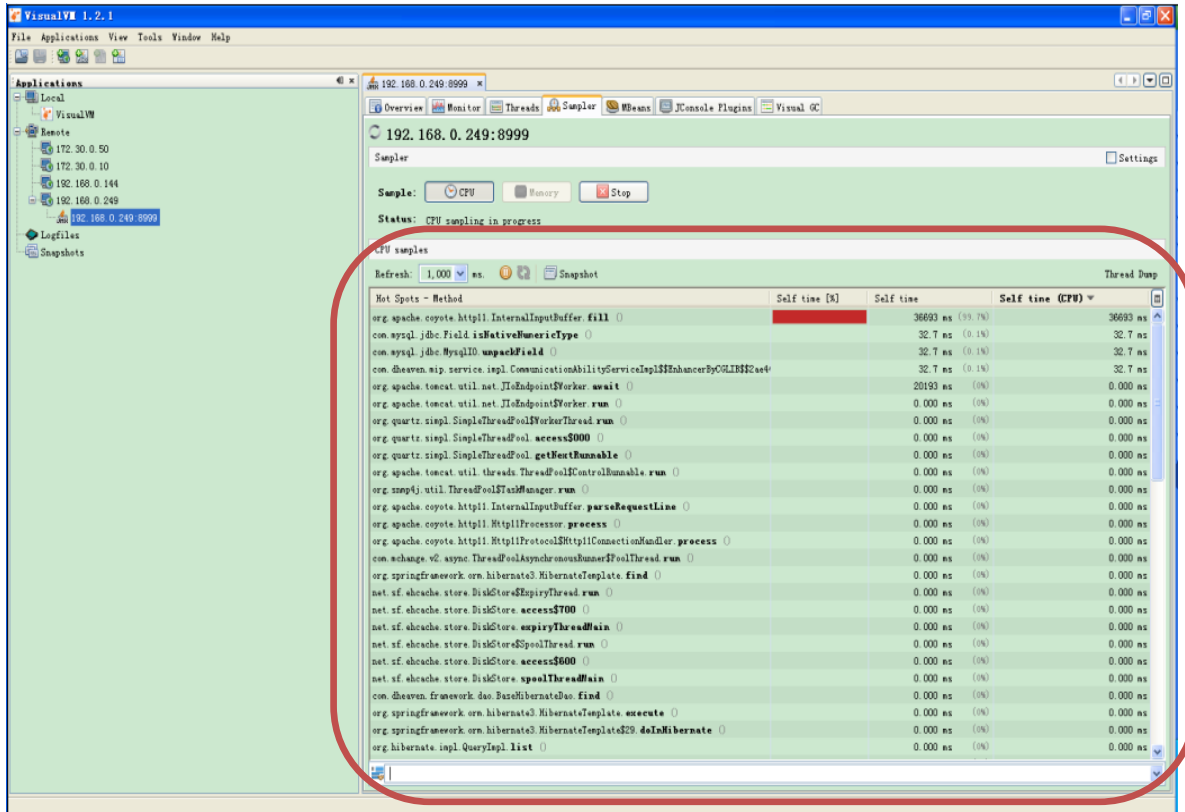 VisualVM 1.2.1
File Applications View Tools Window Help
Applications
Local
VisualVM
Remote
172.30.0.50
172.30.0.10
192.168.0.144
192.168.0.249
192.168.0.249:8999
Logfiles
Snapshots
192.168.0.249:8999
Overview Monitor Threads Sampler MBeans JConsole Plugins Visual GC
192.168.0.249:8999
Sampler Settings
Sample: CPU Memory Stop
Status: CPU sampling in progress
CPU samples
Refresh: 1,000 ms. Snapshot Thread Dump
Hot Spots - Method Self time [%] Self time Self time (CPU)
org.apache.coyote.http11.InternalInputBuffer.fill () 36693 ms (99.7%) 36693 ms
com.mysql.jdbc.Field.isNativeNumericType () 32.7 ms (0.1%) 32.7 ms
com.mysql.jdbc.MysqlIO.unpackField () 32.7 ms (0.1%) 32.7 ms
com.dheaven.mip.service.impl.CommunicationAbilityServiceImpl$$EnhancerByCGLIB$$2ae4 32.7 ms (0.1%) 32.7 ms
org.apache.tomcat.util.net.JIoEndpoint$Worker.await () 20193 ms (0%) 0.000 ms
org.apache.tomcat.util.net.JIoEndpoint$Worker.run () 0.000 ms (0%) 0.000 ms
org.quartz.simpl.SimpleThreadPool$WorkerThread.run () 0.000 ms (0%) 0.000 ms
org.quartz.simpl.SimpleThreadPool.access$000 () 0.000 ms (0%) 0.000 ms
org.quartz.simpl.SimpleThreadPool.getNextRunnable () 0.000 ms (0%) 0.000 ms
org.apache.tomcat.util.threads.ThreadPool$ControlRunnable.run () 0.000 ms (0%) 0.000 ms
org.snmp4j.util.ThreadPool$TaskManager.run () 0.000 ms (0%) 0.000 ms
org.apache.coyote.http11.InternalInputBuffer.parseRequestLine () 0.000 ms (0%) 0.000 ms
org.apache.coyote.http11.Http11Processor.process () 0.000 ms (0%) 0.000 ms
org.apache.coyote.http11.Http11Protocol$Http11ConnectionHandler.process () 0.000 ms (0%) 0.000 ms
com.mchange.v2.async.ThreadPoolAsynchronousRunner$PoolThread.run () 0.000 ms (0%) 0.000 ms
org.springframework.orm.hibernate3.HibernateTemplate.find () 0.000 ms (0%) 0.000 ms
net.sf.ehcache.store.DiskStore$ExpiryThread.run () 0.000 ms (0%) 0.000 ms
net.sf.ehcache.store.DiskStore.access$700 () 0.000 ms (0%) 0.000 ms
net.sf.ehcache.store.DiskStore.expiryThreadMain () 0.000 ms (0%) 0.000 ms
net.sf.ehcache.store.DiskStore$SpoolThread.run () 0.000 ms (0%) 0.000 ms
net.sf.ehcache.store.DiskStore.access$600 () 0.000 ms (0%) 0.000 ms
net.sf.ehcache.store.DiskStore.spoolThreadMain () 0.000 ms (0%) 0.000 ms
com.dheaven.framework.dao.BaseHibernateDao.find () 0.000 ms (0%) 0.000 ms
org.springframework.orm.hibernate3.HibernateTemplate.execute () 0.000 ms (0%) 0.000 ms
org.springframework.orm.hibernate3.HibernateTemplate$29.doInHibernate () 0.000 ms (0%) 0.000 ms
org.hibernate.impl.QueryImpl.list () 0.000 ms (0%) 0.000 ms